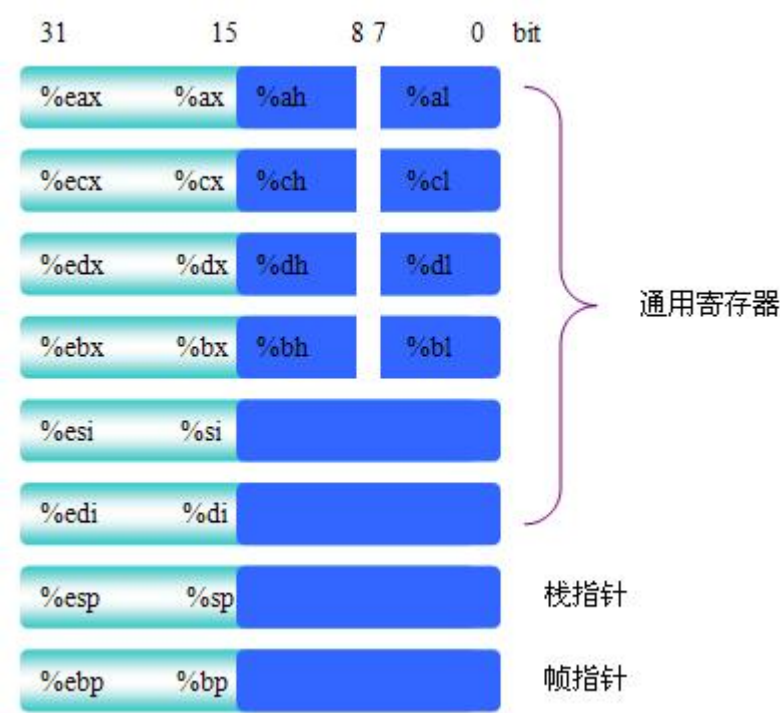 31 15 8 7 0 bit
%eax %ax %ah %al
%ecx %cx %ch %cl
%edx %dx %dh %dl
通用寄存器
%ebx %bx %bh %bl
%esi %si
%edi %di
%esp %sp 栈指针
%ebp %bp 帧指针